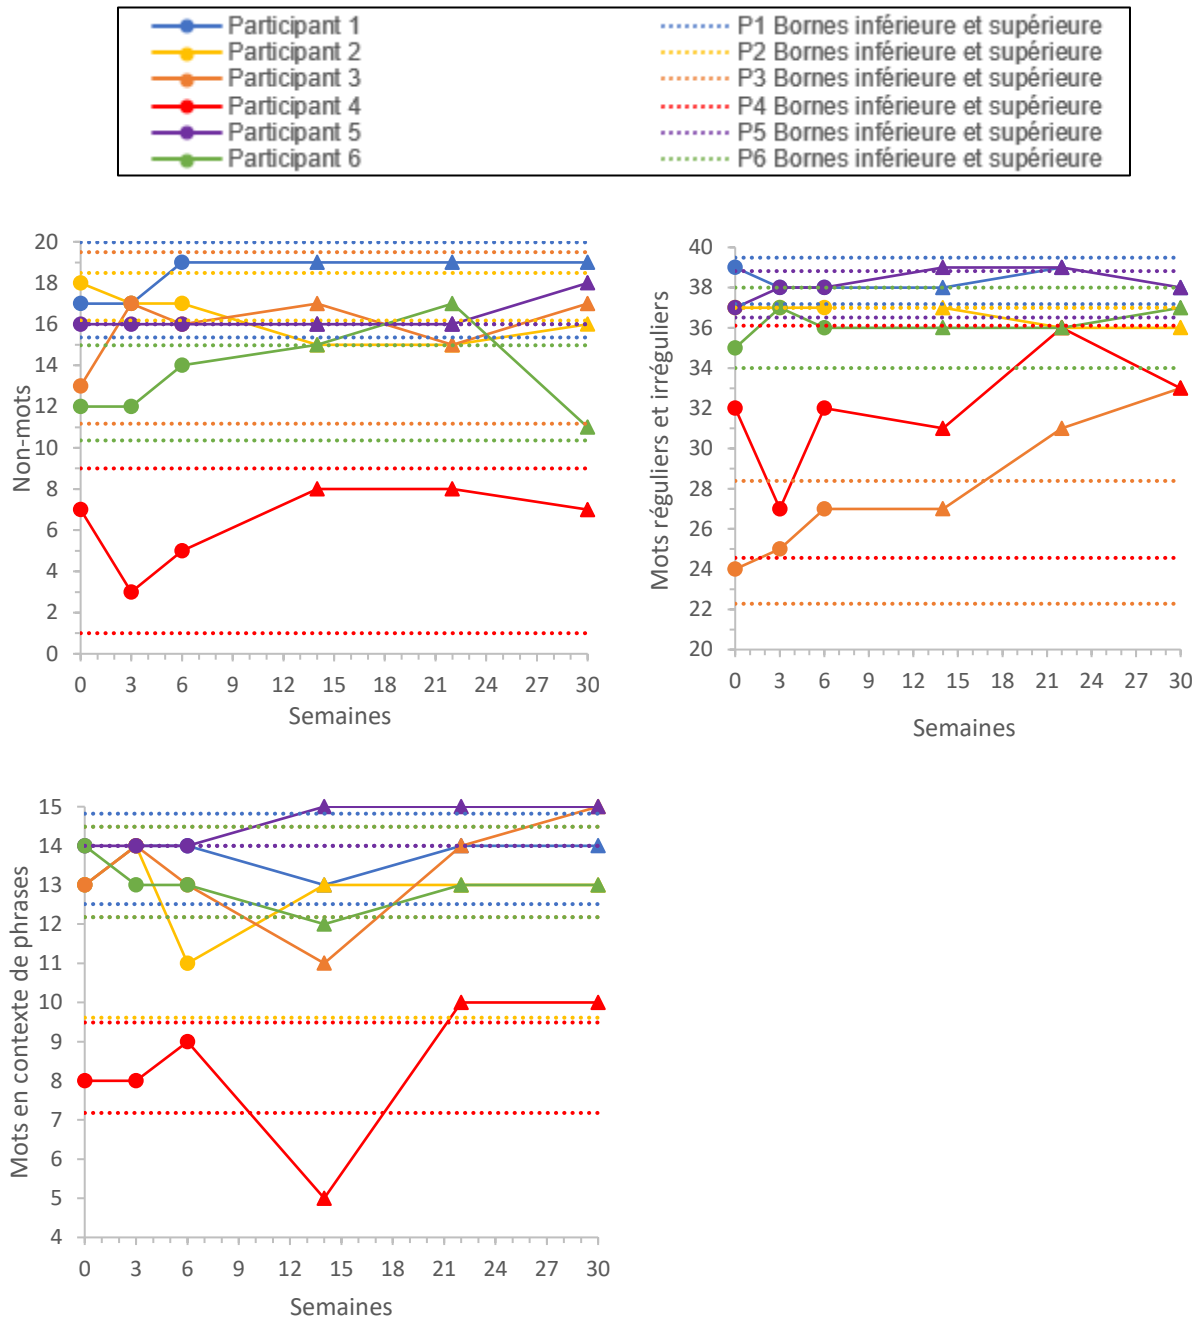 Participant 1 P1 Bornes inférieure et supérieure
Participant 2 P2 Bornes inférieure et supérieure
Participant 3 P3 Bornes inférieure et supérieure
Participant 4 P4 Bornes inférieure et supérieure
Participant 5 P5 Bornes inférieure et supérieure
Participant 6 P6 Bornes inférieure et supérieure
Non-mots
20
18
16
14
12
10
8
6
4
2
0
0 3 6 9 12 15 18 21 24 27 30
Semaines
Mots réguliers et irréguliers
40
38
36
34
32
30
28
26
24
22
20
0 3 6 9 12 15 18 21 24 27 30
Semaines
Mots en contexte de phrases
15
14
13
12
11
10
9
8
7
6
5
4
0 3 6 9 12 15 18 21 24 27 30
Semaines